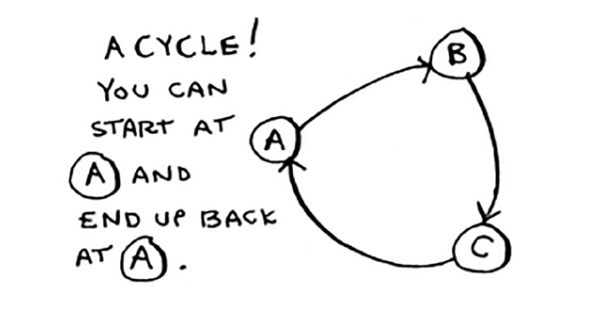 A CYCLE!
YOU CAN
START AT
A AND
END UP BACK
AT A.
A
B
C